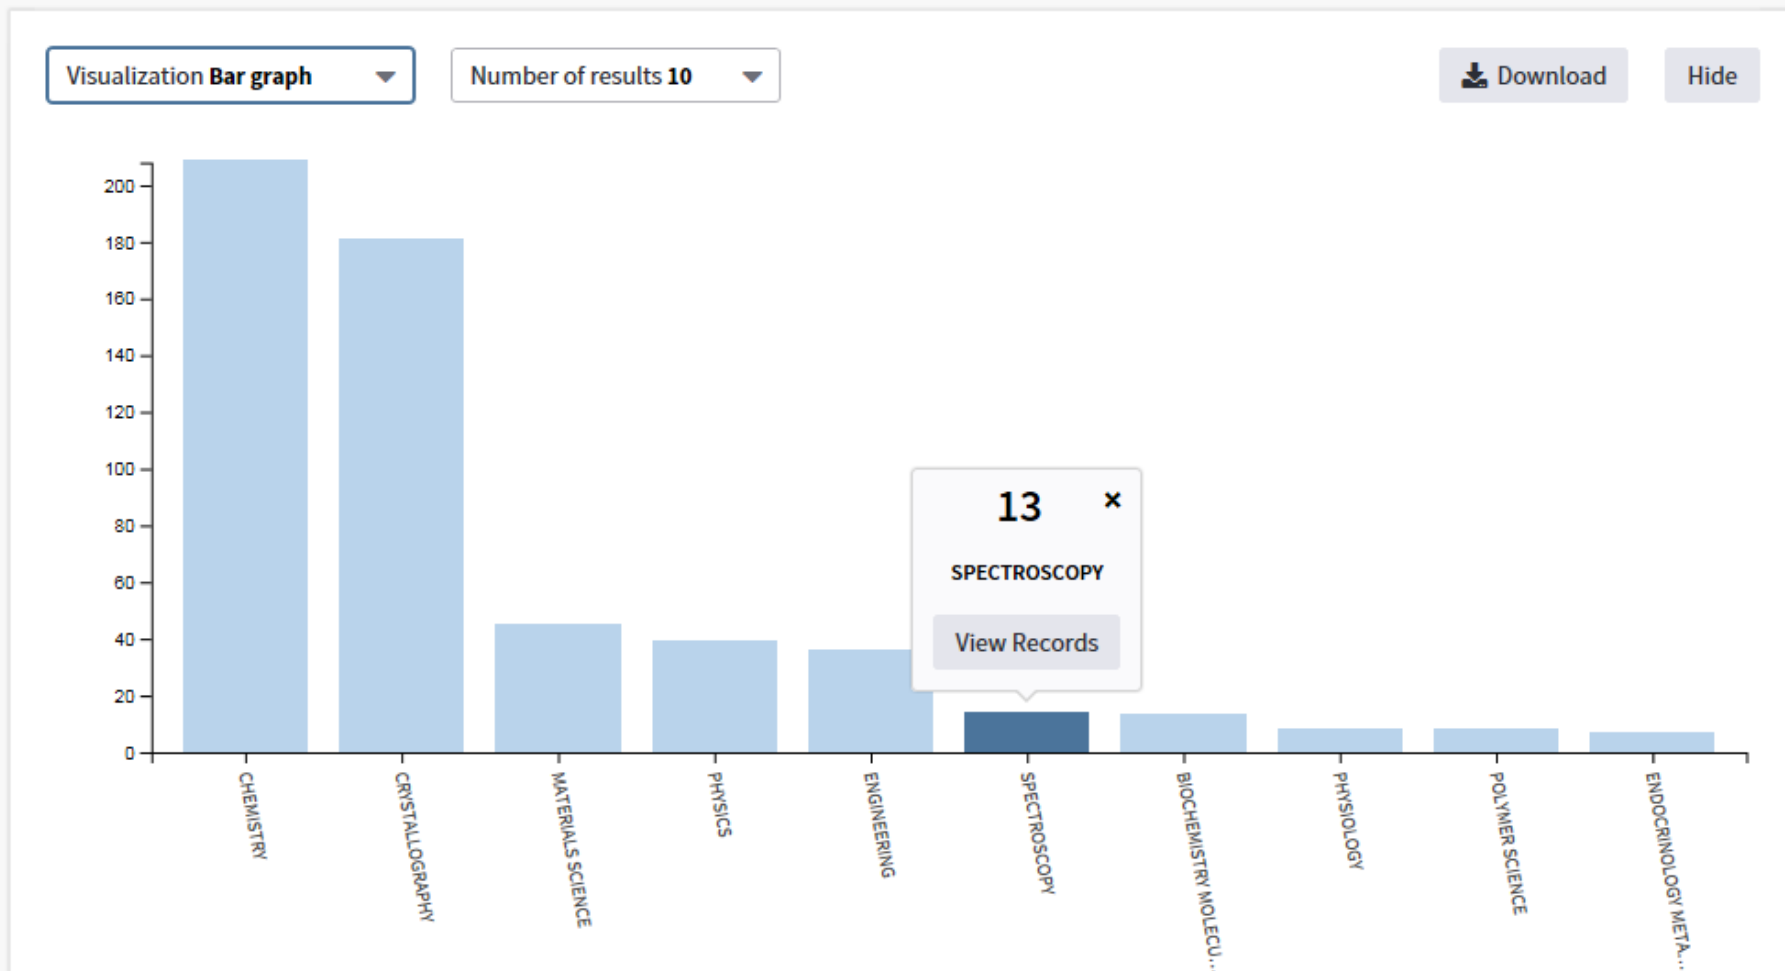 Visualization Bar graph
Number of results 10
Download
Hide
200
180
160
140
120
100
80
60
40
20
0
13
×
SPECTROSCOPY
View Records
CHEMISTRY
CRYSTALLOGRAPHY
MATERIALS SCIENCE
PHYSICS
ENGINEERING
SPECTROSCOPY
BIOCHEMISTRY MOLECU...
PHYSIOLOGY
POLYMER SCIENCE
ENDOCRINOLOGY META...